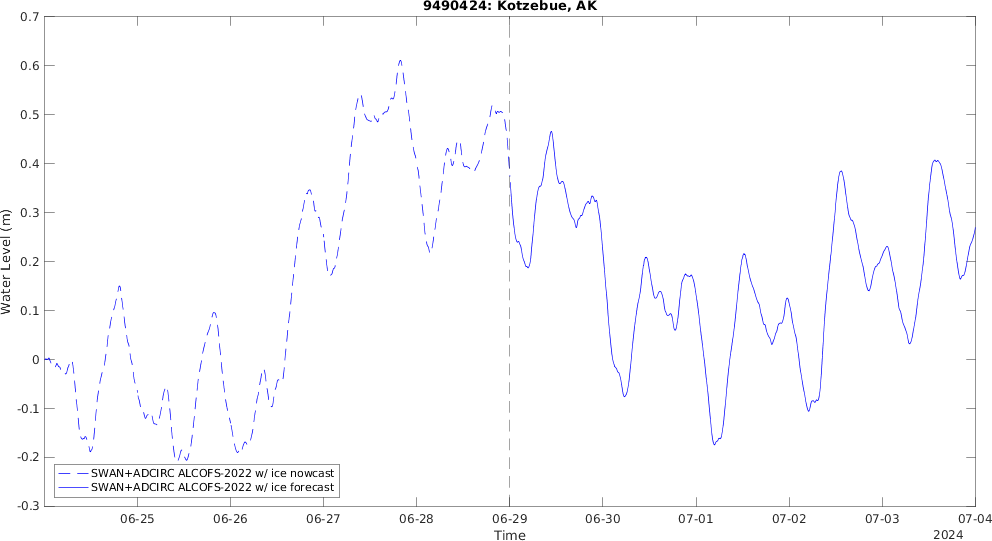 9490424: Kotzebue, AK
0.7
0.6
0.5
0.4
0.3
0.2
0.1
0
-0.1
-0.2
-0.3
Water Level (m)
SWAN+ADCIRC ALCOFS-2022 w/ ice nowcast
SWAN+ADCIRC ALCOFS-2022 w/ ice forecast
06-25 06-26 06-27 06-28 06-29 06-30 07-01 07-02 07-03 07-04
Time
2024